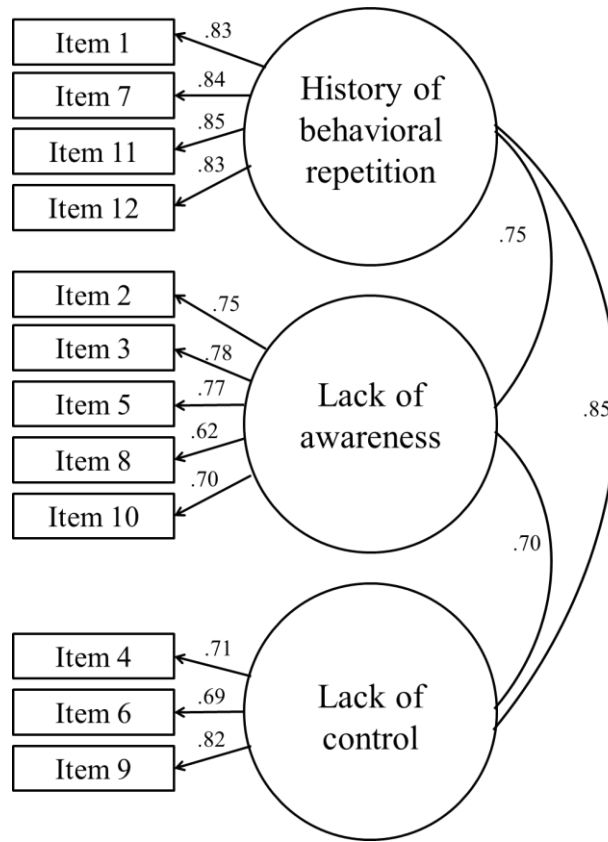 Item 1
.83
Item 7
.84
Item 11
.85
Item 12
.83
History of
behavioral
repetition
.75
Item 2
.75
Item 3
.78
Item 5
.77
Item 8
.62
Item 10
.70
Lack of
awareness
.85
.70
Item 4
.71
Item 6
.69
Item 9
.82
Lack of
control